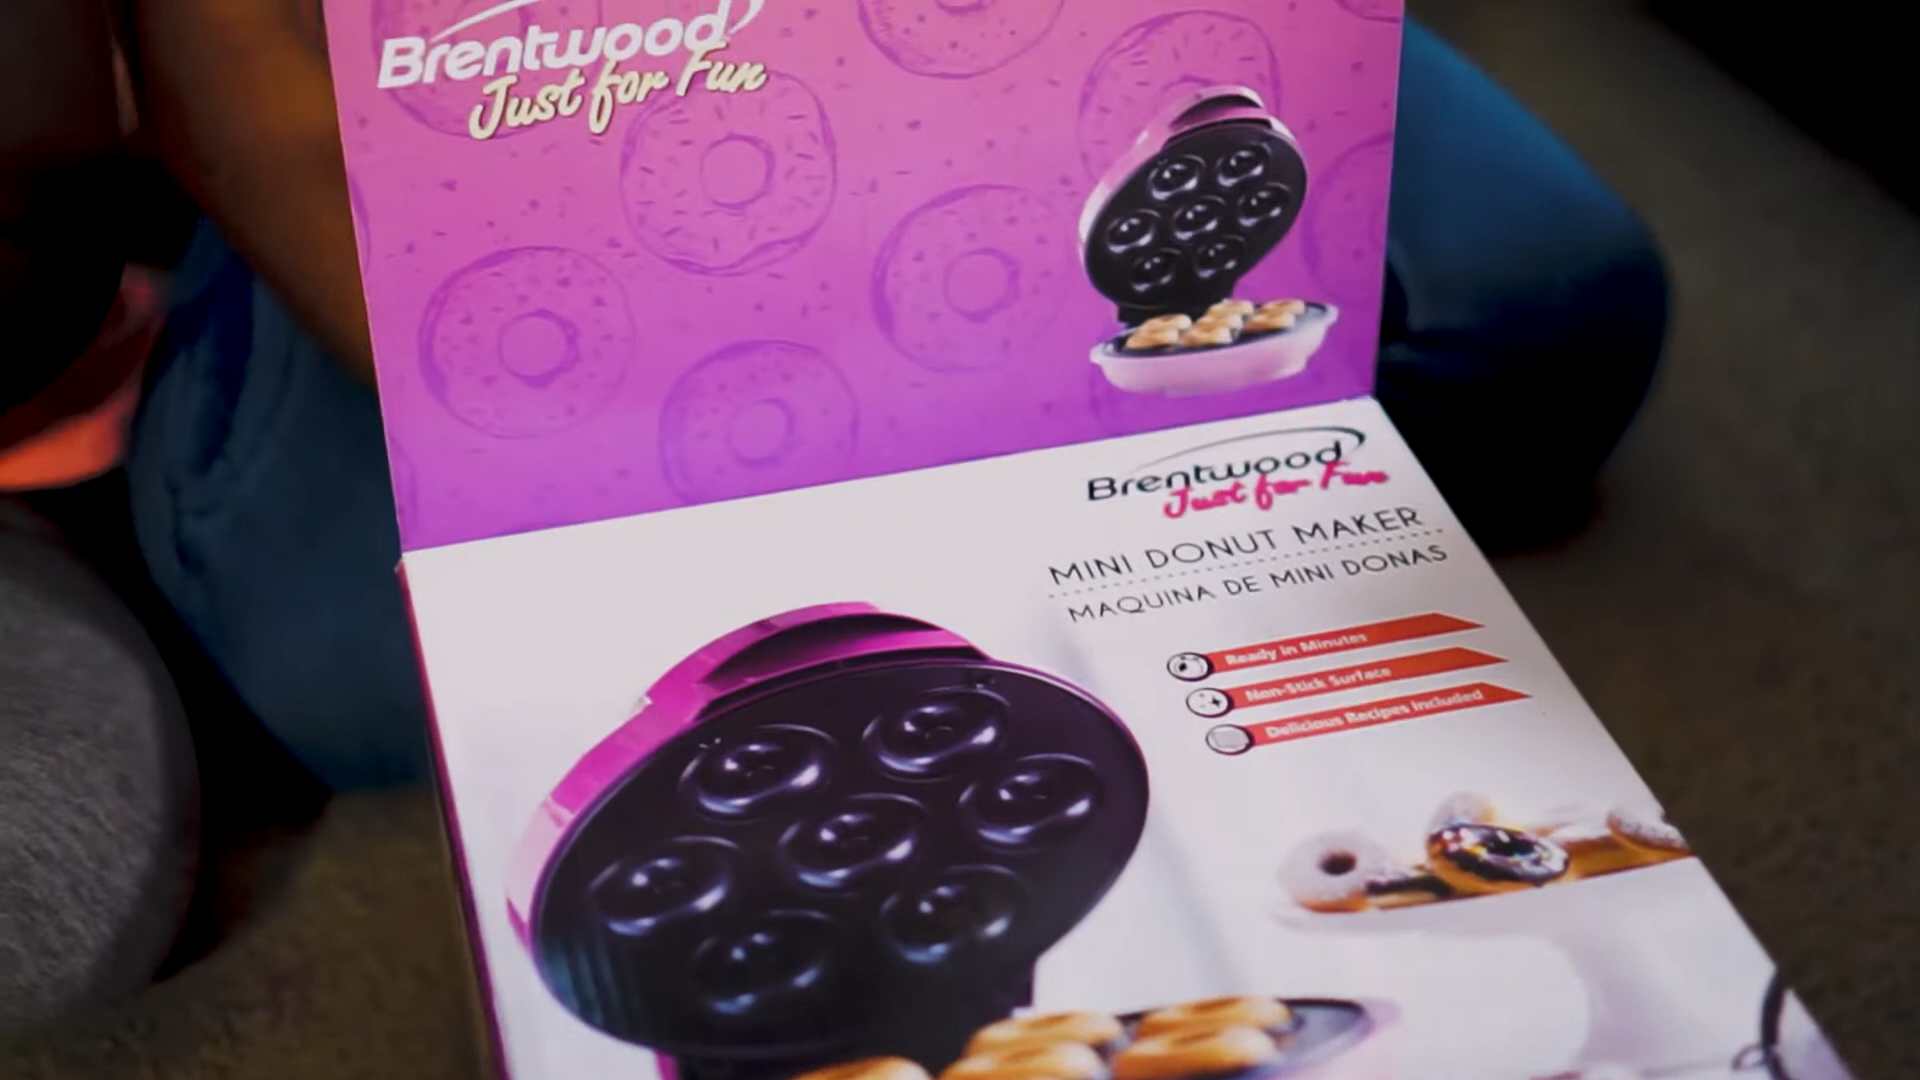 Brentwood
Just for Fun
Brentwood
Just for Fun
MINI DONUT MAKER
MAQUINA DE MINI DONAS
Ready in Minutes
Non-Stick Surface
Delicious Recipes Included